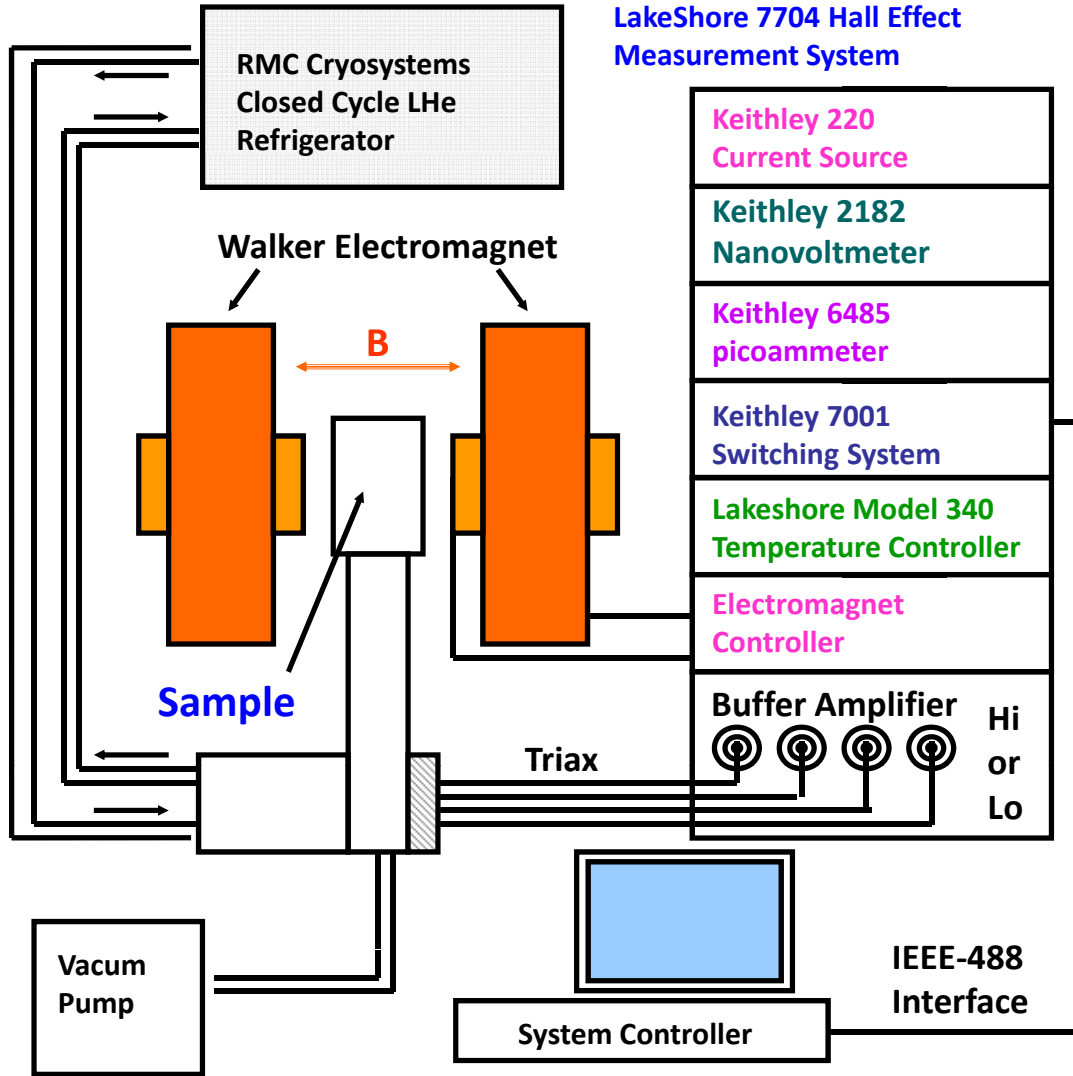 LakeShore 7704 Hall Effect
Measurement System
RMC Cryosystems
Closed Cycle LHe
Refrigerator
Keithley 220
Current Source
Keithley 2182
Nanovoltmeter
Walker Electromagnet
B
Keithley 6485
picoammeter
Keithley 7001
Switching System
Lakeshore Model 340
Temperature Controller
Electromagnet
Controller
Sample
Buffer Amplifier
Hi
or
Lo
Triax
Vacum
Pump
IEEE-488
Interface
System Controller